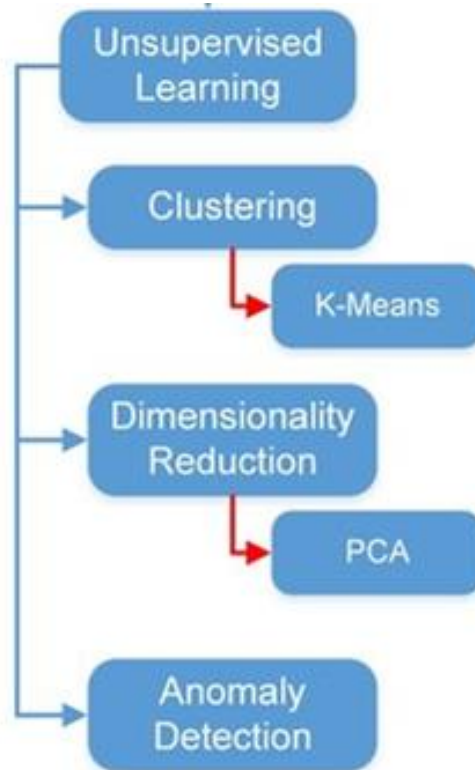 Unsupervised
Learning
Clustering
K-Means
Dimensionality
Reduction
PCA
Anomaly
Detection